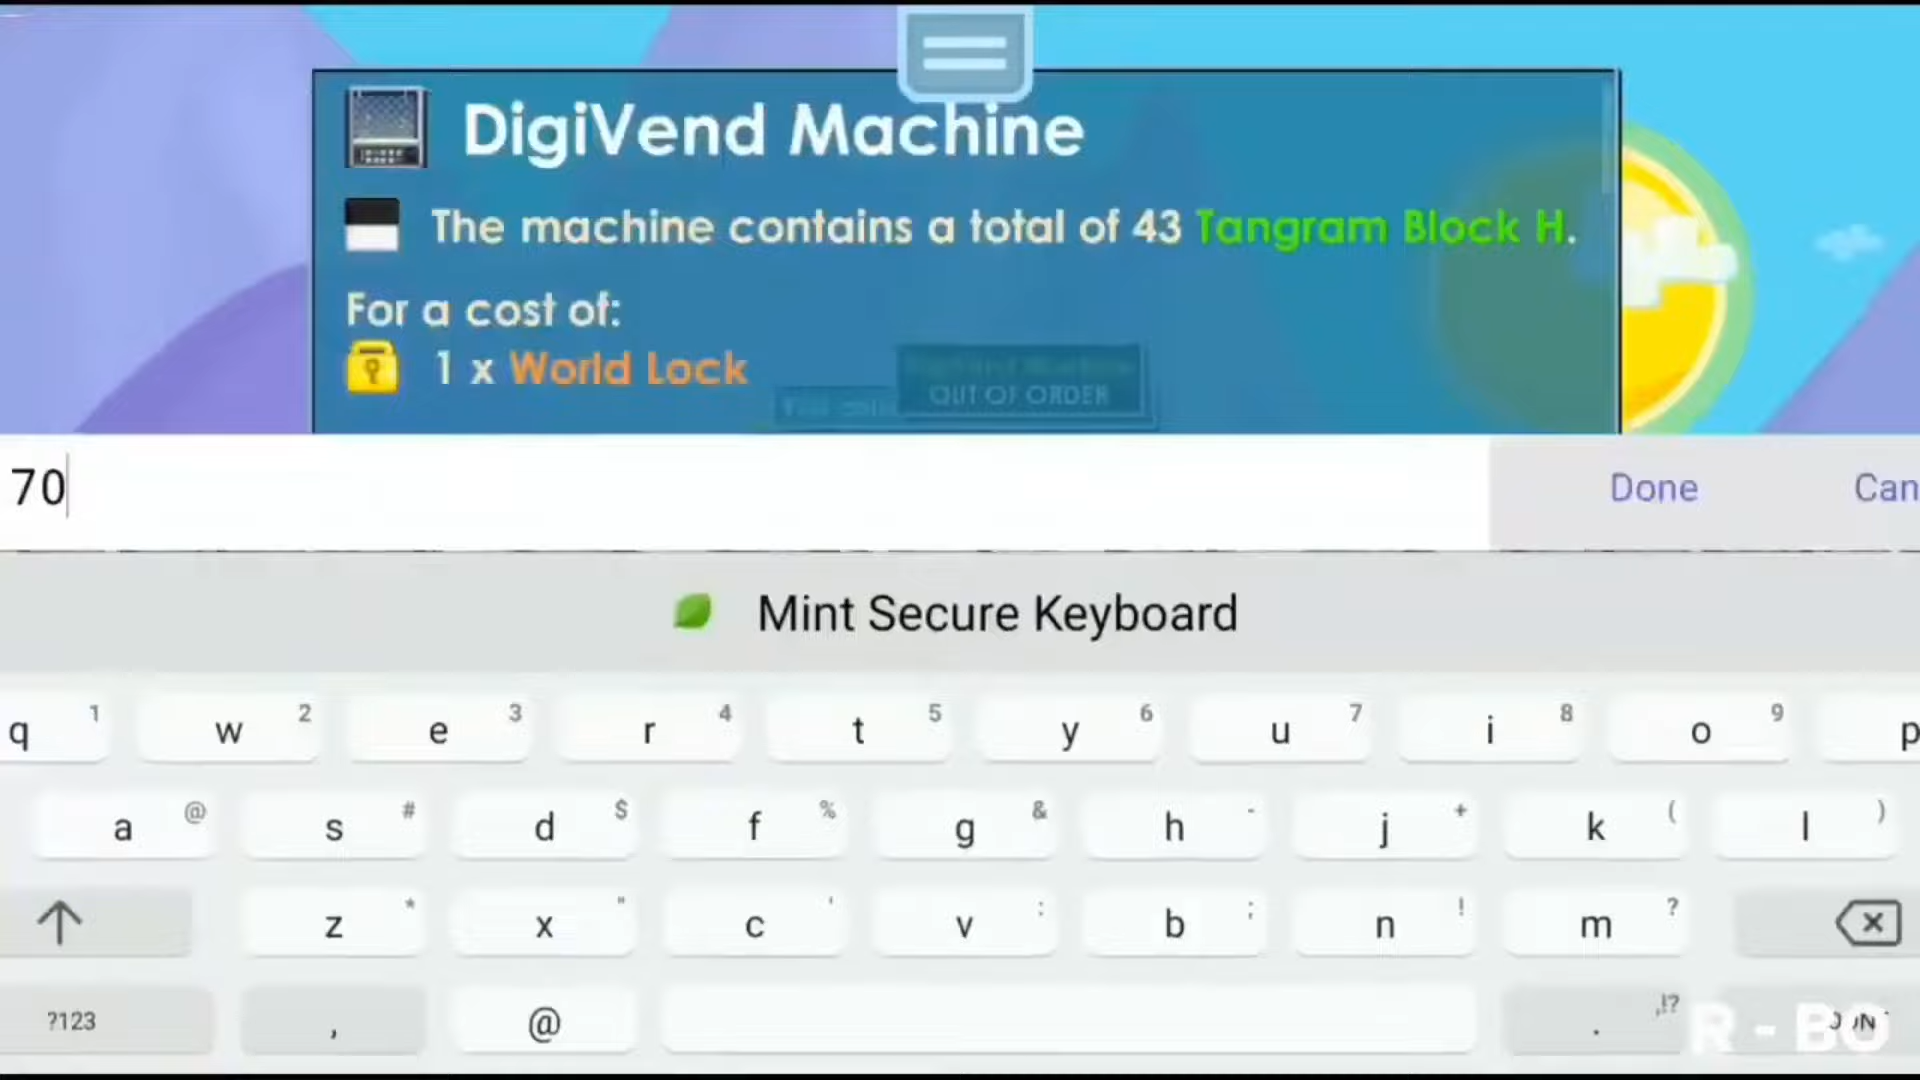 DigiVend Machine
The machine contains a total of 43 Tangram Block H.
For a cost of:
1 x World Lock
OUT OF ORDER
70
Done
Can
Mint Secure Keyboard
q 1 w 2 e 3 r 4 t 5 y 6 u 7 i 8 o 9 p
a @ s # d $ f % g & h - j + k ( l )
z * x " c ' v : b ; n ! m ?
?123 , @ . ,!?
R - BO